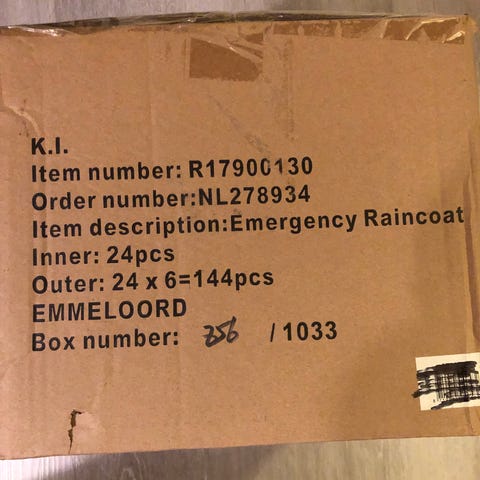 K.I.
Item number: R17900130
Order number:NL278934
Item description:Emergency Raincoat
Inner: 24pcs
Outer: 24 x 6=144pcs
EMMELOORD
Box number: 256 /1033